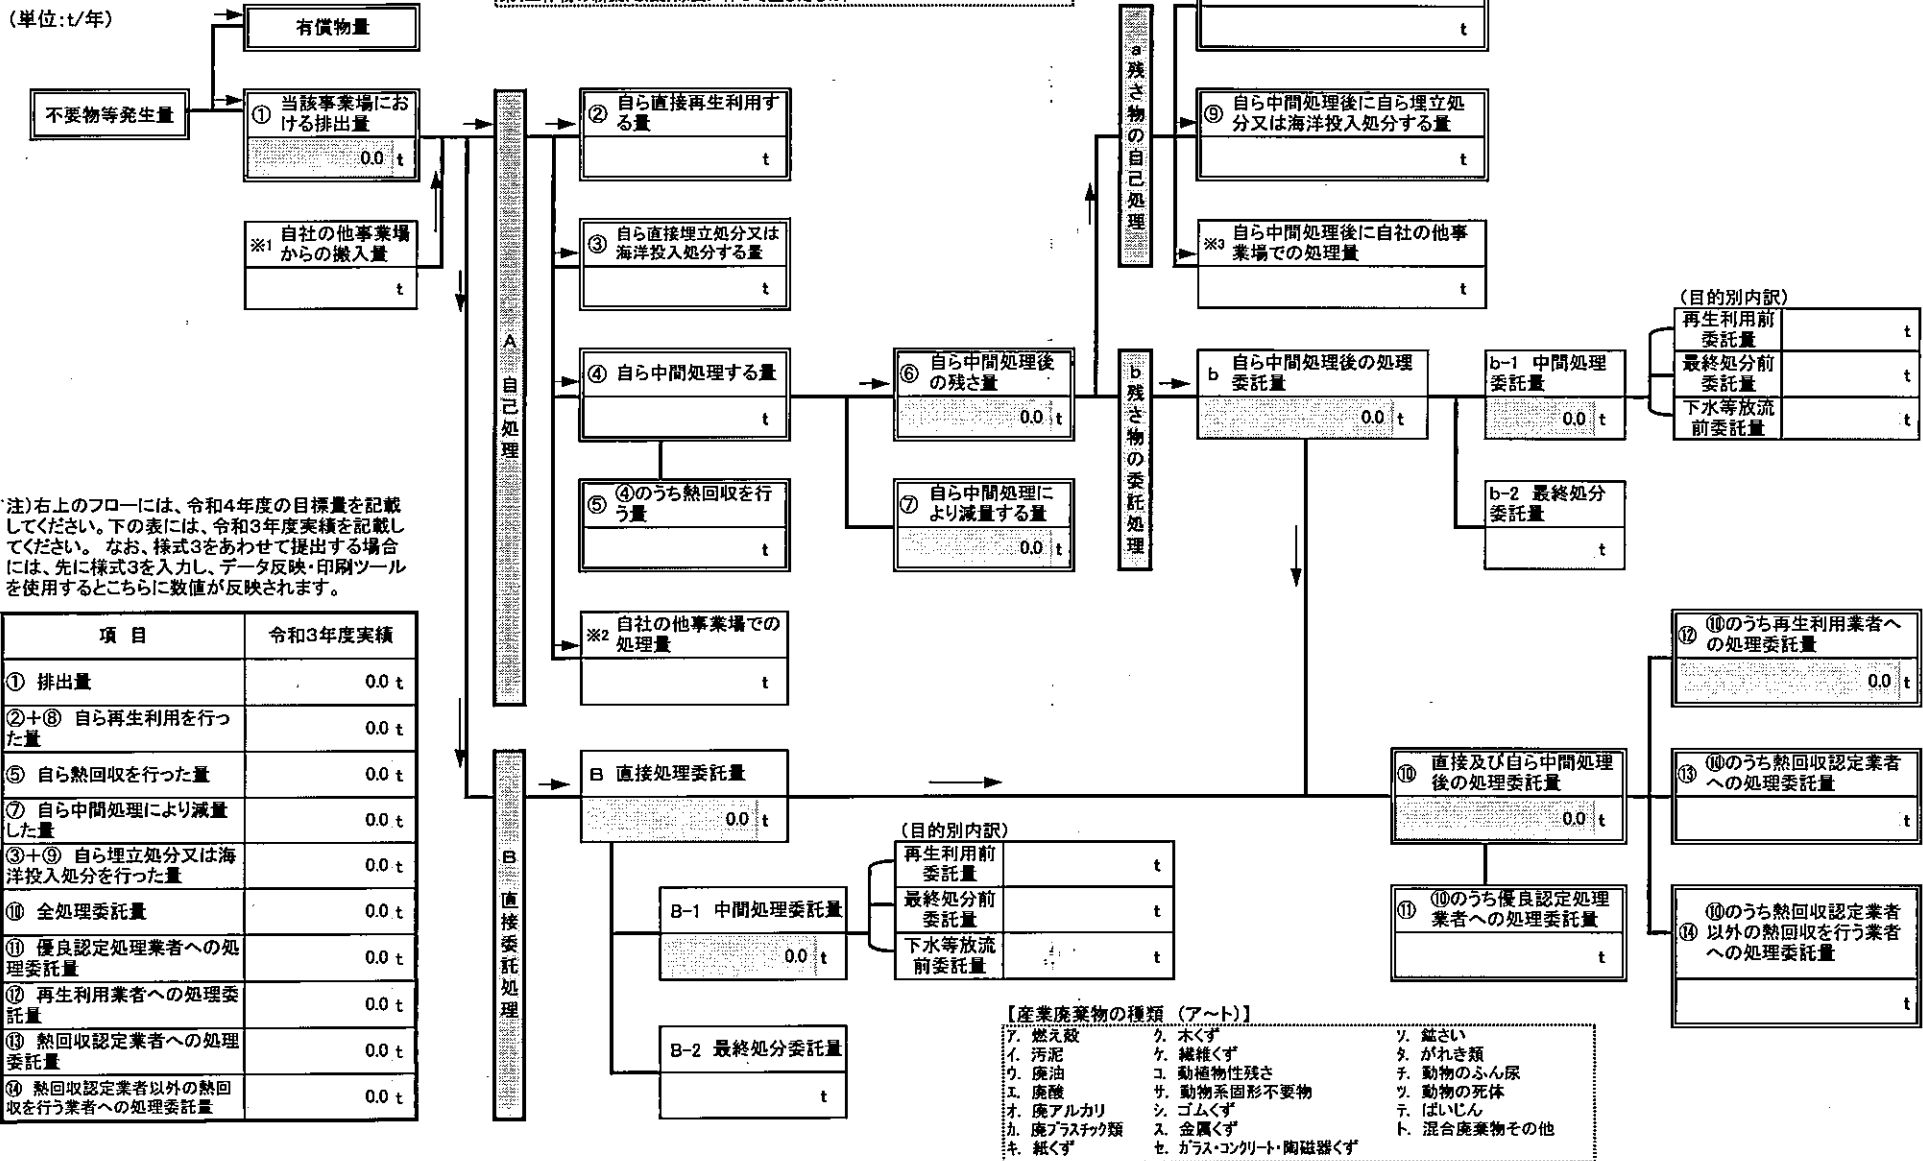 (単位:t/年)
有償物量
不要物等発生量
① 当該事業場にお
ける排出量
0.0 t
※1 自社の他事業場
からの搬入量
t
A 自己処理
② 自ら直接再生利用す
る量
t
③ 自ら直接埋立処分又は
海洋投入処分する量
t
④ 自ら中間処理する量
t
⑤ ④のうち熱回収を行
う量
t
※2 自社の他事業場での
処理量
t
⑥ 自ら中間処理後
の残さ量
0.0 t
⑦ 自ら中間処理に
より減量する量
0.0 t
a 残さ物の自己処理
t
⑨ 自ら中間処理後に自ら埋立処
分又は海洋投入処分する量
t
※3 自ら中間処理後に自社の他事
業場での処理量
t
b 残さ物の委託処理
b 自ら中間処理後の処理
委託量
0.0 t
b-1 中間処理
委託量
0.0 t
(目的別内訳)
再生利用前
委託量
t
最終処分前
委託量
t
下水等放流
前委託量
t
b-2 最終処分
委託量
t
注)右上のフローには、令和4年度の目標量を記載
してください。下の表には、令和3年度実績を記載し
てください。 なお、様式3をあわせて提出する場合
には、先に様式3を入力し、データ反映・印刷ツール
を使用するとこちらに数値が反映されます。
項 目 令和3年度実績
① 排出量 0.0 t
②+⑧ 自ら再生利用を行っ
た量 0.0 t
⑤ 自ら熱回収を行った量 0.0 t
⑦ 自ら中間処理により減量
した量 0.0 t
③+⑨ 自ら埋立処分又は海
洋投入処分を行った量 0.0 t
⑩ 全処理委託量 0.0 t
⑪ 優良認定処理業者への処
理委託量 0.0 t
⑫ 再生利用業者への処理委
託量 0.0 t
⑬ 熱回収認定業者への処理
委託量 0.0 t
⑭ 熱回収認定業者以外の熱回
収を行う業者への処理委託量 0.0 t
B 直接委託処理
B 直接処理委託量
0.0 t
B-1 中間処理委託量
0.0 t
(目的別内訳)
再生利用前
委託量
t
最終処分前
委託量
t
下水等放流
前委託量
t
B-2 最終処分委託量
t
⑩ 直接及び自ら中間処理
後の処理委託量
0.0 t
⑪ ⑩のうち優良認定処理
業者への処理委託量
t
⑫ ⑩のうち再生利用業者へ
の処理委託量
0.0 t
⑬ ⑩のうち熱回収認定業者
への処理委託量
t
⑭ ⑩のうち熱回収認定業者
以外の熱回収を行う業者
への処理委託量
t
【産業廃棄物の種類 (ア～ト)】
ア. 燃え殻 ク. 木くず ソ. 鉱さい
イ. 汚泥 ケ. 繊維くず タ. がれき類
ウ. 廃油 コ. 動植物性残さ チ. 動物のふん尿
エ. 廃酸 サ. 動物系固形不要物 ツ. 動物の死体
オ. 廃アルカリ シ. ゴムくず テ. ばいじん
カ. 廃プラスチック類 ス. 金属くず ト. 混合廃棄物その他
キ. 紙くず セ. ガラス・コンクリート・陶磁器くず